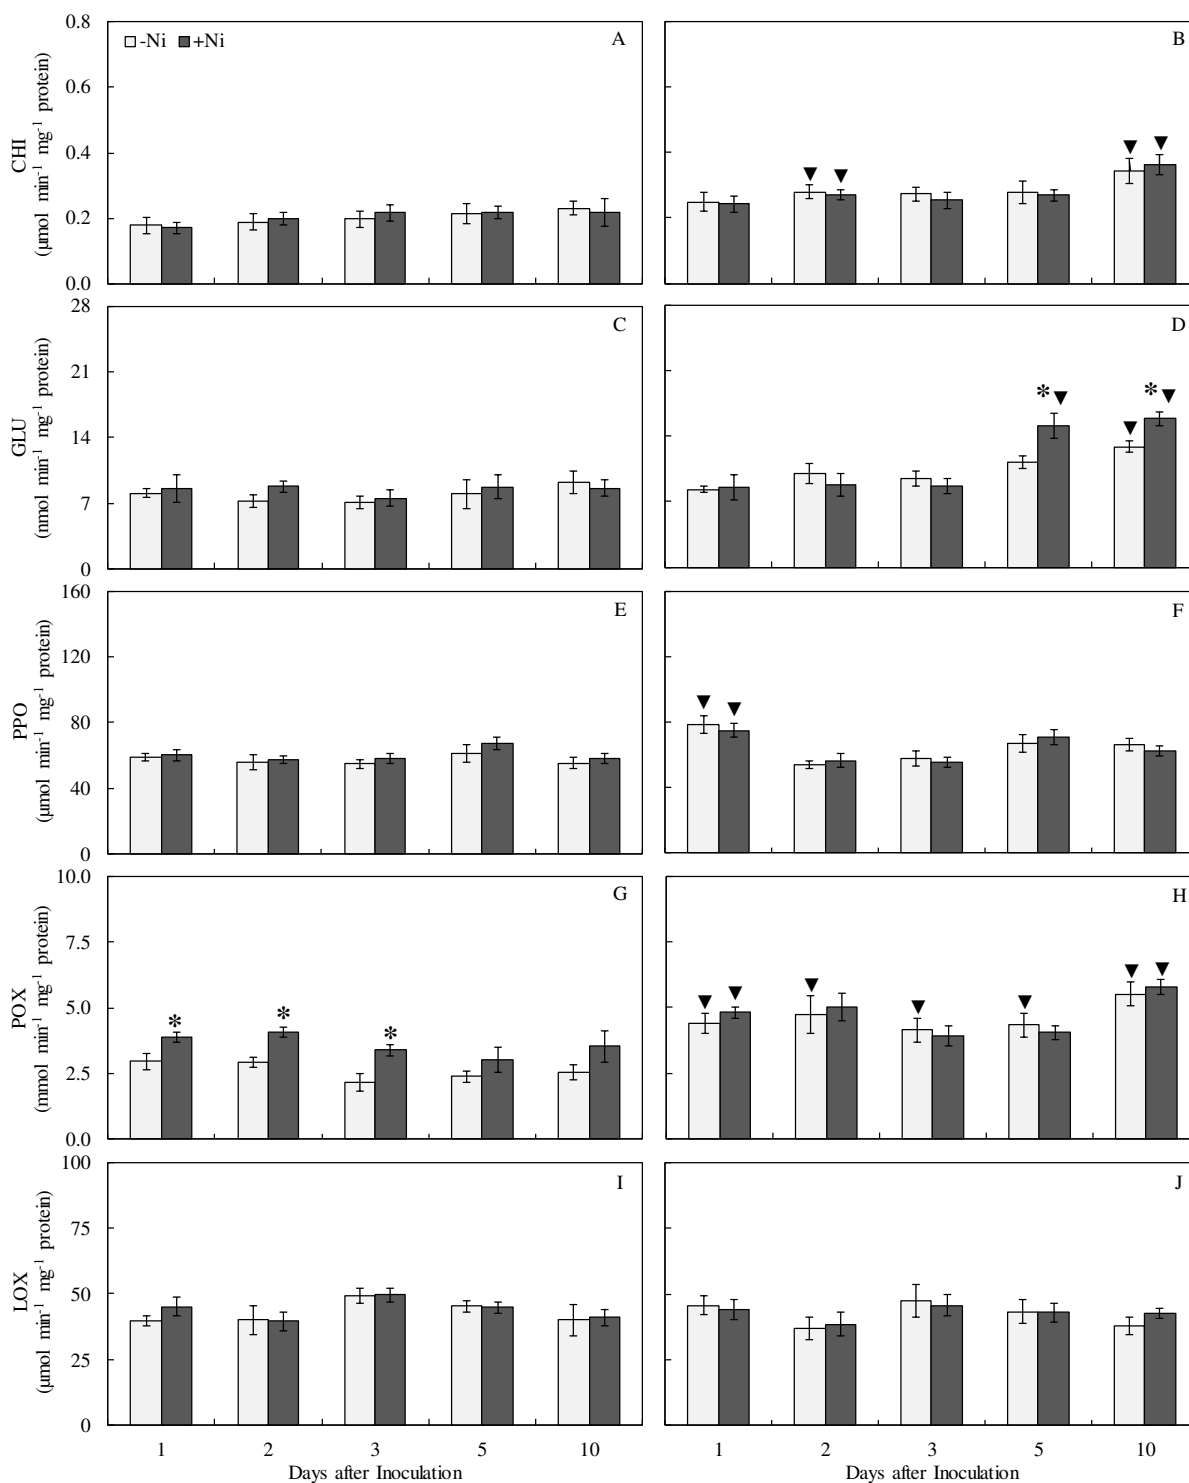 -Ni +Ni
A
B
CHI
(µmol min-1 mg-1 protein)
0.8
0.6
0.4
0.2
0.0
C
D
GLU
(nmol min-1 mg-1 protein)
28
21
14
7
0
* *
E
F
PPO
(µmol min-1 mg-1 protein)
160
120
80
40
0
G
H
POX
(mmol min-1 mg-1 protein)
10.0
7.5
5.0
2.5
0.0
* * *
I
J
LOX
(µmol min-1 mg-1 protein)
100
75
50
25
0
1 2 3 5 10
1 2 3 5 10
Days after Inoculation
Days after Inoculation